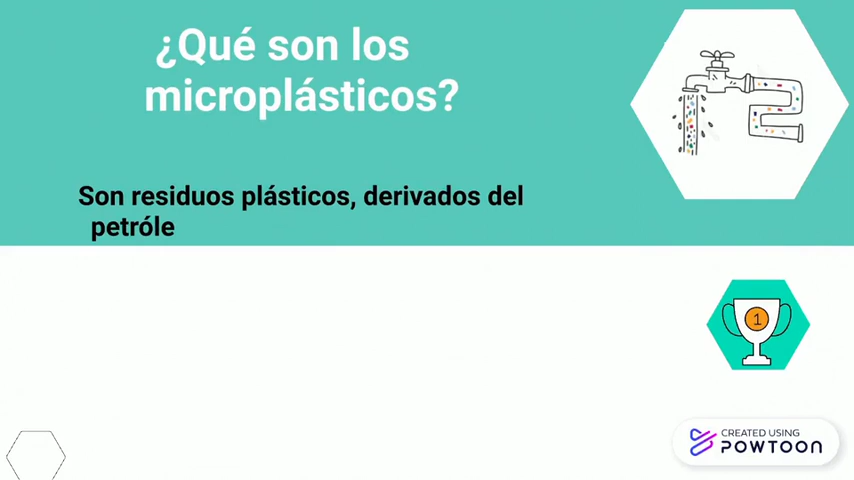 ¿Qué son los
microplásticos?
Son residuos plásticos, derivados del
petróle
1
CREATED USING
POWTOON